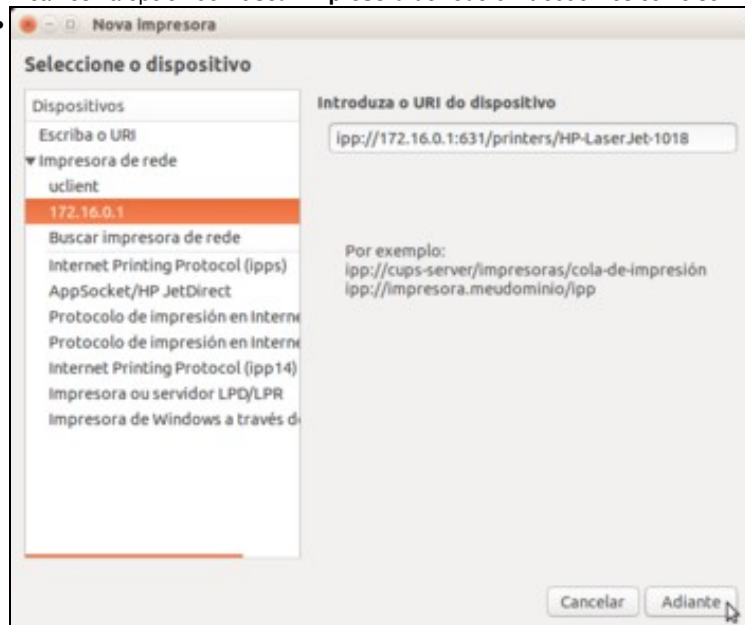 Nova impresora
Seleccione o dispositivo
Dispositivos
Escriba o URI
Impresora de rede
uclient
172.16.0.1
Buscar impresora de rede
Internet Printing Protocol (ipps)
AppSocket/HP JetDirect
Protocolo de impresión en Interne
Protocolo de impresión en Interne
Internet Printing Protocol (ipp14)
Impresora ou servidor LPD/LPR
Impresora de Windows a través d
Introduza o URI do dispositivo
ipp://172.16.0.1:631/printers/HP-LaserJet-1018
Por exemplo:
ipp://cups-server/impresoras/cola-de-impresión
ipp://impresora.meudominio/ipp
Cancelar
Adiante